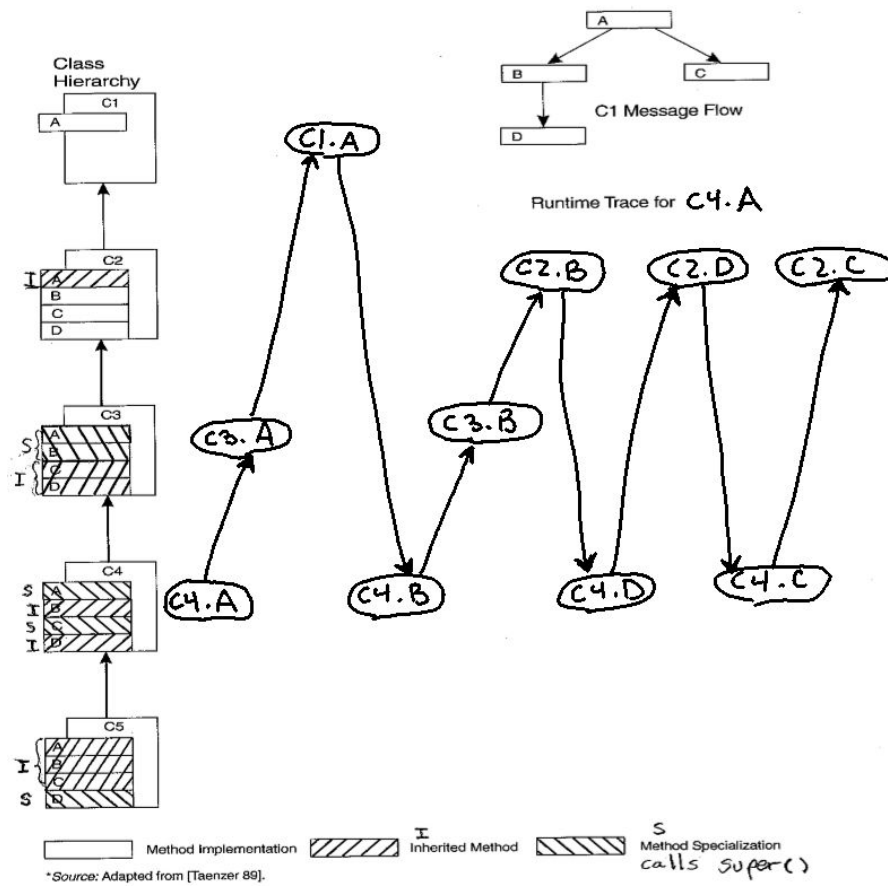 A
B
C
C1 Message Flow
D
Class
Hierarchy
C1
A
C1.A
Runtime Trace for C4.A
C2
I
A
B
C
D
C2.B
C2.D
C2.C
C3
S
I
A
B
C
D
C3.A
C3.B
C4
S
A
I
B
S
C
I
D
C4.A
C4.B
C4.D
C4.C
C5
I
A
B
C
S
D
Method Implementation
I
Inherited Method
S
Method Specialization
calls super()
*Source: Adapted from [Taenzer 89].